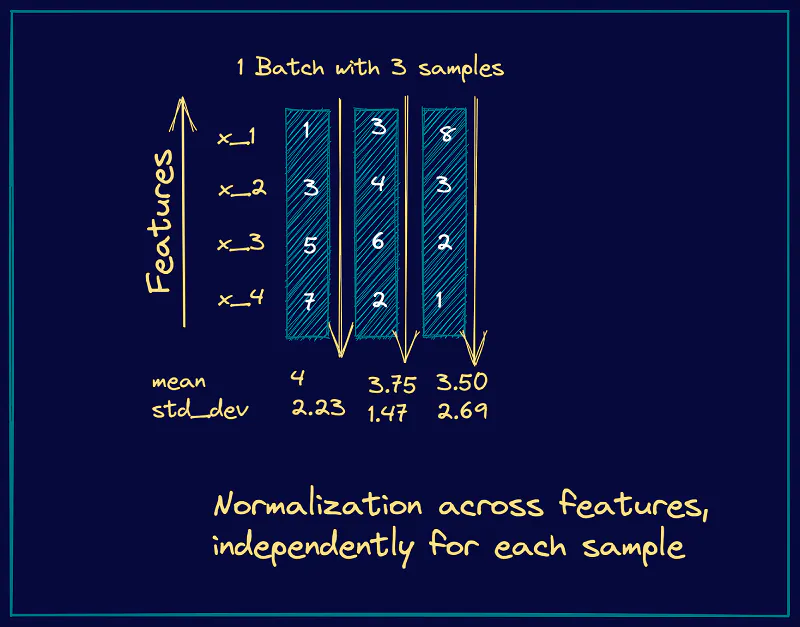 1 Batch with 3 samples
Features
x_1 1 3 8
x_2 3 4 3
x_3 5 6 2
x_4 7 2 1
mean 4 3.75 3.50
std_dev 2.23 1.47 2.69
Normalization across features,
independently for each sample